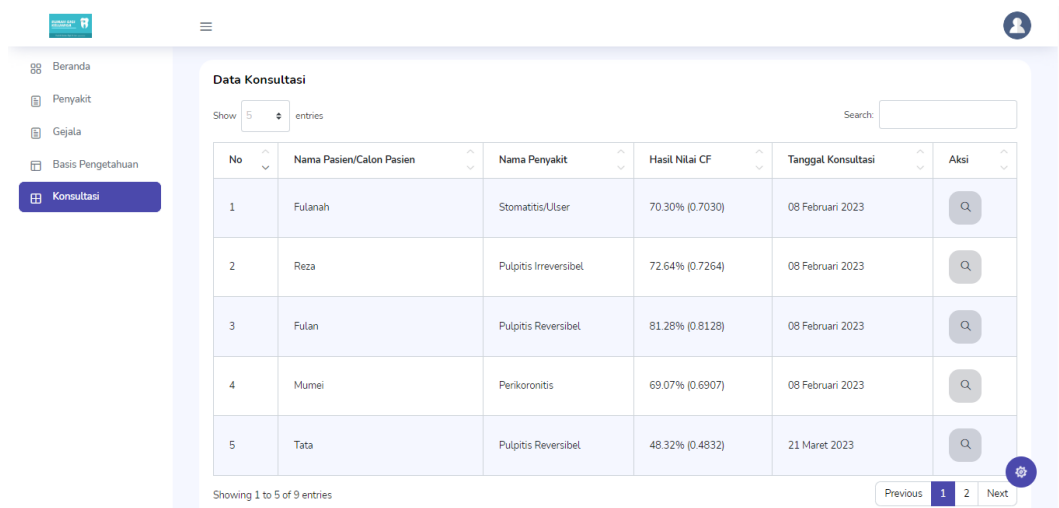 Beranda
Penyakit
Gejala
Basis Pengetahuan
Konsultasi
Data Konsultasi
Show 5 entries
Search:
No Nama Pasien/Calon Pasien Nama Penyakit Hasil Nilai CF Tanggal Konsultasi Aksi
1 Fulanah Stomatitis/Ulser 70.30% (0.7030) 08 Februari 2023
2 Reza Pulpitis Irreversibel 72.64% (0.7264) 08 Februari 2023
3 Fulan Pulpitis Reversibel 81.28% (0.8128) 08 Februari 2023
4 Mumei Perikoronitis 69.07% (0.6907) 08 Februari 2023
5 Tata Pulpitis Reversibel 48.32% (0.4832) 21 Maret 2023
Showing 1 to 5 of 9 entries
Previous 1 2 Next